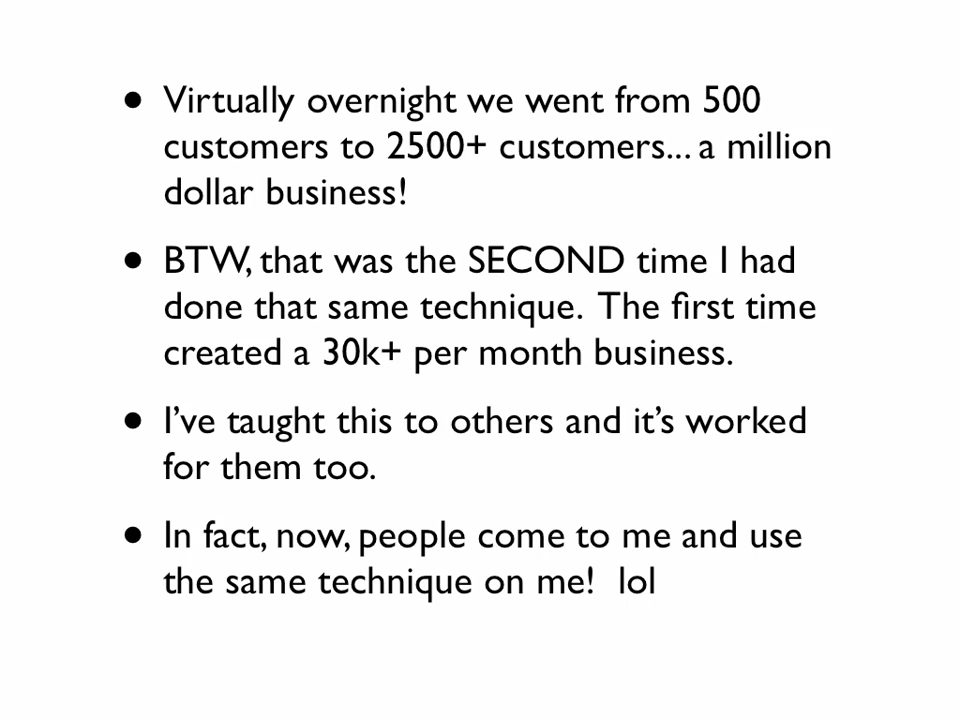 • Virtually overnight we went from 500
customers to 2500+ customers... a million
dollar business!
• BTW, that was the SECOND time I had
done that same technique.  The first time
created a 30k+ per month business.
• I’ve taught this to others and it’s worked
for them too.
• In fact, now, people come to me and use
the same technique on me!  lol